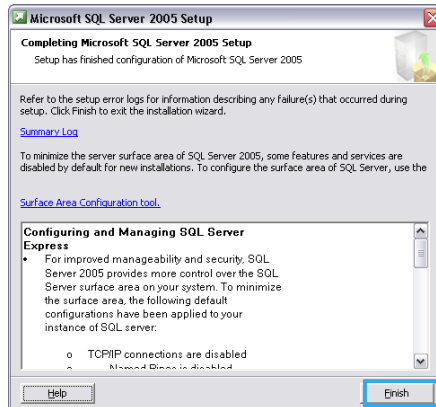 Microsoft SQL Server 2005 Setup
Completing Microsoft SQL Server 2005 Setup
Setup has finished configuration of Microsoft SQL Server 2005
Refer to the setup error logs for information describing any failure(s) that occurred during
setup. Click Finish to exit the installation wizard.
Summary Log
To minimize the server surface area of SQL Server 2005, some features and services are
disabled by default for new installations. To configure the surface area of SQL Server, use the
Surface Area Configuration tool.
Configuring and Managing SQL Server
Express
• For improved manageability and security, SQL
Server 2005 provides more control over the SQL
Server surface area on your system. To minimize
the surface area, the following default
configurations have been applied to your
instance of SQL server:
o TCP/IP connections are disabled
o Named Pipes is disabled
Help
Finish